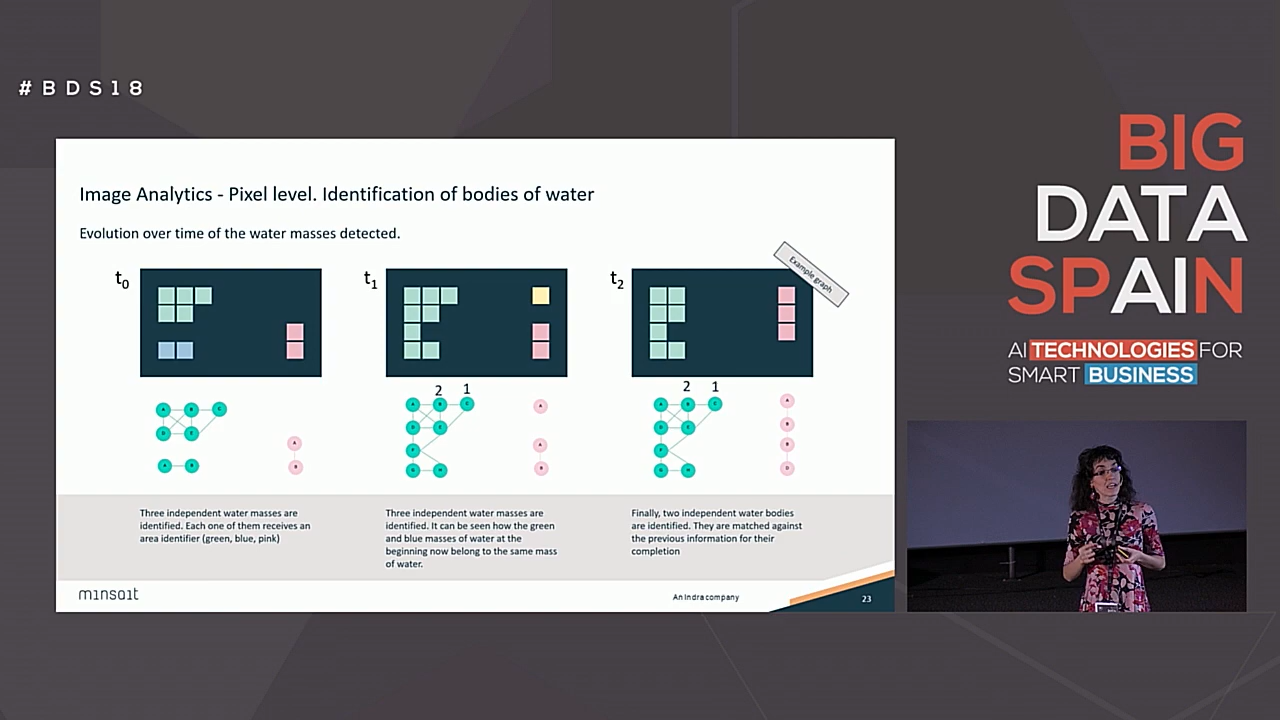 #BDS18
BIG
DATA
SPAIN
AI TECHNOLOGIES FOR
SMART BUSINESS
Image Analytics - Pixel level. Identification of bodies of water
Evolution over time of the water masses detected.
t0
t1
t2
Example graph
2 1
2 1
A B C
D E
A B
A
B
A
A
B
A
B
B
D
Three independent water masses are
identified. Each one of them receives an
area identifier (green, blue, pink)
Three independent water masses are
identified. It can be seen how the green
and blue masses of water at the
beginning now belong to the same mass
of water.
Finally, two independent water bodies
are identified. They are matched against
the previous information for their
completion
minsait
An Indra company
23